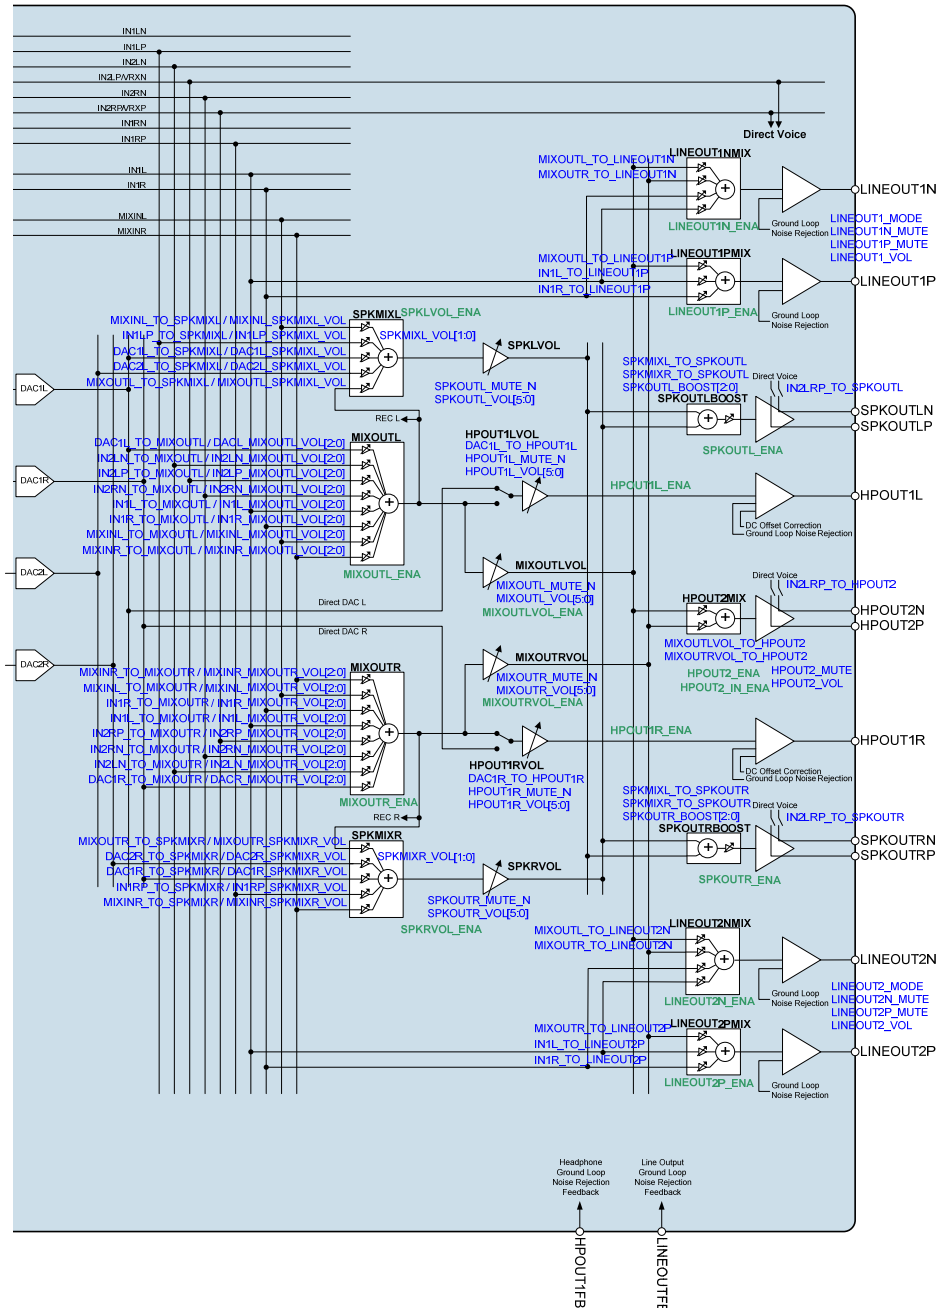 IN1LN
IN1LP
IN2LN
IN2LP/VRXN
IN2RN
IN2RP/VRXP
IN1RN
IN1RP
IN1L
IN1R
MIXINL
MIXINR
Direct Voice
LINEOUT1NMIX
MIXOUTL_TO_LINEOUT1N
MIXOUTR_TO_LINEOUT1N
LINEOUT1N_ENA
Ground Loop
Noise Rejection
LINEOUT1N
LINEOUT1_MODE
LINEOUT1N_MUTE
LINEOUT1P_MUTE
LINEOUT1_VOL
LINEOUT1PMIX
MIXOUTL_TO_LINEOUT1P
IN1L_TO_LINEOUT1P
IN1R_TO_LINEOUT1P
LINEOUT1P_ENA
Ground Loop
Noise Rejection
LINEOUT1P
SPKMIXL
SPKLVOL_ENA
MIXINL_TO_SPKMIXL / MIXINL_SPKMIXL_VOL
IN1LP_TO_SPKMIXL / IN1LP_SPKMIXL_VOL
DAC1L_TO_SPKMIXL / DAC1L_SPKMIXL_VOL
DAC2L_TO_SPKMIXL / DAC2L_SPKMIXL_VOL
MIXOUTL_TO_SPKMIXL / MIXOUTL_SPKMIXL_VOL
SPKMIXL_VOL[1:0]
SPKLVOL
SPKOUTL_MUTE_N
SPKOUTL_VOL[5:0]
DAC1L
REC L
SPKMIXL_TO_SPKOUTL
SPKMIXR_TO_SPKOUTL
SPKOUTL_BOOST[2:0]
SPKOUTLBOOST
SPKOUTL_ENA
Direct Voice
IN2LRP_TO_SPKOUTL
SPKOUTLN
SPKOUTLP
MIXOUTL
DAC1L_TO_MIXOUTL / DACL_MIXOUTL_VOL[2:0]
IN2LN_TO_MIXOUTL / IN2LN_MIXOUTL_VOL[2:0]
IN2LP_TO_MIXOUTL / IN2LP_MIXOUTL_VOL[2:0]
IN2RN_TO_MIXOUTL / IN2RN_MIXOUTL_VOL[2:0]
IN1L_TO_MIXOUTL / IN1L_MIXOUTL_VOL[2:0]
IN1R_TO_MIXOUTL / IN1R_MIXOUTL_VOL[2:0]
MIXINL_TO_MIXOUTL / MIXINL_MIXOUTL_VOL[2:0]
MIXINR_TO_MIXOUTL / MIXINR_MIXOUTL_VOL[2:0]
MIXOUTL_ENA
DAC1R
HPOUT1LVOL
DAC1L_TO_HPOUT1L
HPOUT1L_MUTE_N
HPOUT1L_VOL[5:0]
HPOUT1L_ENA
DC Offset Correction
Ground Loop Noise Rejection
HPOUT1L
DAC2L
MIXOUTLVOL
MIXOUTL_MUTE_N
MIXOUTL_VOL[5:0]
MIXOUTLVOL_ENA
Direct DAC L
Direct DAC R
HPOUT2MIX
Direct Voice
IN2LRP_TO_HPOUT2
HPOUT2N
HPOUT2P
MIXOUTLVOL_TO_HPOUT2
MIXOUTRVOL_TO_HPOUT2
HPOUT2_ENA
HPOUT2_IN_ENA
HPOUT2_MUTE
HPOUT2_VOL
DAC2R
MIXOUTRVOL
MIXOUTR_MUTE_N
MIXOUTR_VOL[5:0]
MIXOUTRVOL_ENA
MIXOUTR
MIXINR_TO_MIXOUTR / MIXINR_MIXOUTR_VOL[2:0]
MIXINL_TO_MIXOUTR / MIXINL_MIXOUTR_VOL[2:0]
IN1R_TO_MIXOUTR / IN1R_MIXOUTR_VOL[2:0]
IN1L_TO_MIXOUTR / IN1L_MIXOUTR_VOL[2:0]
IN2RP_TO_MIXOUTR / IN2RP_MIXOUTR_VOL[2:0]
IN2RN_TO_MIXOUTR / IN2RN_MIXOUTR_VOL[2:0]
IN2LN_TO_MIXOUTR / IN2LN_MIXOUTR_VOL[2:0]
DAC1R_TO_MIXOUTR / DACR_MIXOUTR_VOL[2:0]
MIXOUTR_ENA
HPOUT1RVOL
DAC1R_TO_HPOUT1R
HPOUT1R_MUTE_N
HPOUT1R_VOL[5:0]
HPOUT1R_ENA
DC Offset Correction
Ground Loop Noise Rejection
HPOUT1R
REC R
SPKMIXR
MIXOUTR_TO_SPKMIXR / MIXOUTR_SPKMIXR_VOL
DAC2R_TO_SPKMIXR / DAC2R_SPKMIXR_VOL
DAC1R_TO_SPKMIXR / DAC1R_SPKMIXR_VOL
IN1RP_TO_SPKMIXR / IN1RP_SPKMIXR_VOL
MIXINR_TO_SPKMIXR / MIXINR_SPKMIXR_VOL
SPKMIXR_VOL[1:0]
SPKRVOL
SPKOUTR_MUTE_N
SPKOUTR_VOL[5:0]
SPKRVOL_ENA
SPKMIXL_TO_SPKOUTR
SPKMIXR_TO_SPKOUTR
SPKOUTR_BOOST[2:0]
SPKOUTRBOOST
SPKOUTR_ENA
Direct Voice
IN2LRP_TO_SPKOUTR
SPKOUTRN
SPKOUTRP
LINEOUT2NMIX
MIXOUTL_TO_LINEOUT2N
MIXOUTR_TO_LINEOUT2N
LINEOUT2N_ENA
Ground Loop
Noise Rejection
LINEOUT2N
LINEOUT2_MODE
LINEOUT2N_MUTE
LINEOUT2P_MUTE
LINEOUT2_VOL
LINEOUT2PMIX
MIXOUTR_TO_LINEOUT2P
IN1L_TO_LINEOUT2P
IN1R_TO_LINEOUT2P
LINEOUT2P_ENA
Ground Loop
Noise Rejection
LINEOUT2P
Headphone
Ground Loop
Noise Rejection
Feedback
Line Output
Ground Loop
Noise Rejection
Feedback
HPOUT1FB